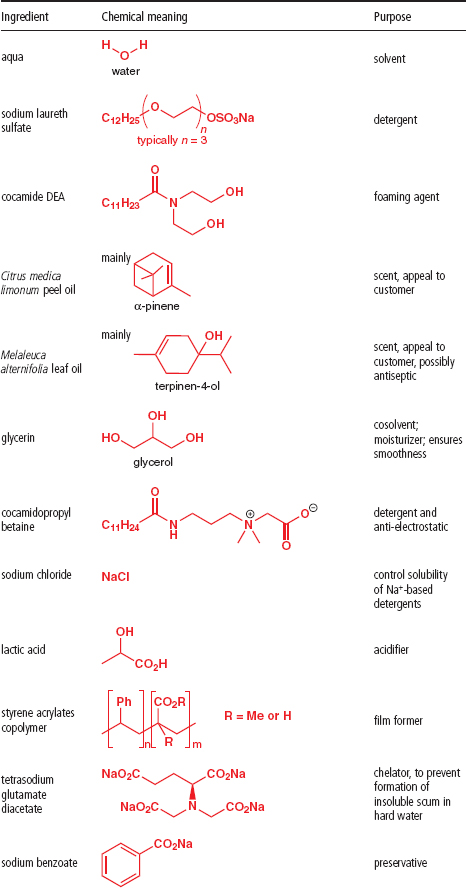 Ingredient Chemical meaning Purpose
aqua
H O H
water
solvent
sodium laureth
sulfate
C12H25 O OSO3Na
n
typically n = 3
detergent
cocamide DEA
O
C11H23 N OH
OH
foaming agent
Citrus medica
limonum peel oil
mainly
α-pinene
scent, appeal to
customer
Melaleuca
alternifolia leaf oil
mainly
OH
terpinen-4-ol
scent, appeal to
customer, possibly
antiseptic
glycerin
OH
HO OH
glycerol
cosolvent;
moisturizer; ensures
smoothness
cocamidopropyl
betaine
O
C11H24 N H N ⊕ O ⊖
O
detergent and
anti-electrostatic
sodium chloride
NaCl
control solubility
of Na+-based
detergents
lactic acid
OH
CO2H
acidifier
styrene acrylates
copolymer
Ph CO2R
R
n m
R = Me or H
film former
tetrasodium
glutamate
diacetate
NaO2C CO2Na
NaO2C N CO2Na
chelator, to prevent
formation of
insoluble scum in
hard water
sodium benzoate
CO2Na
preservative